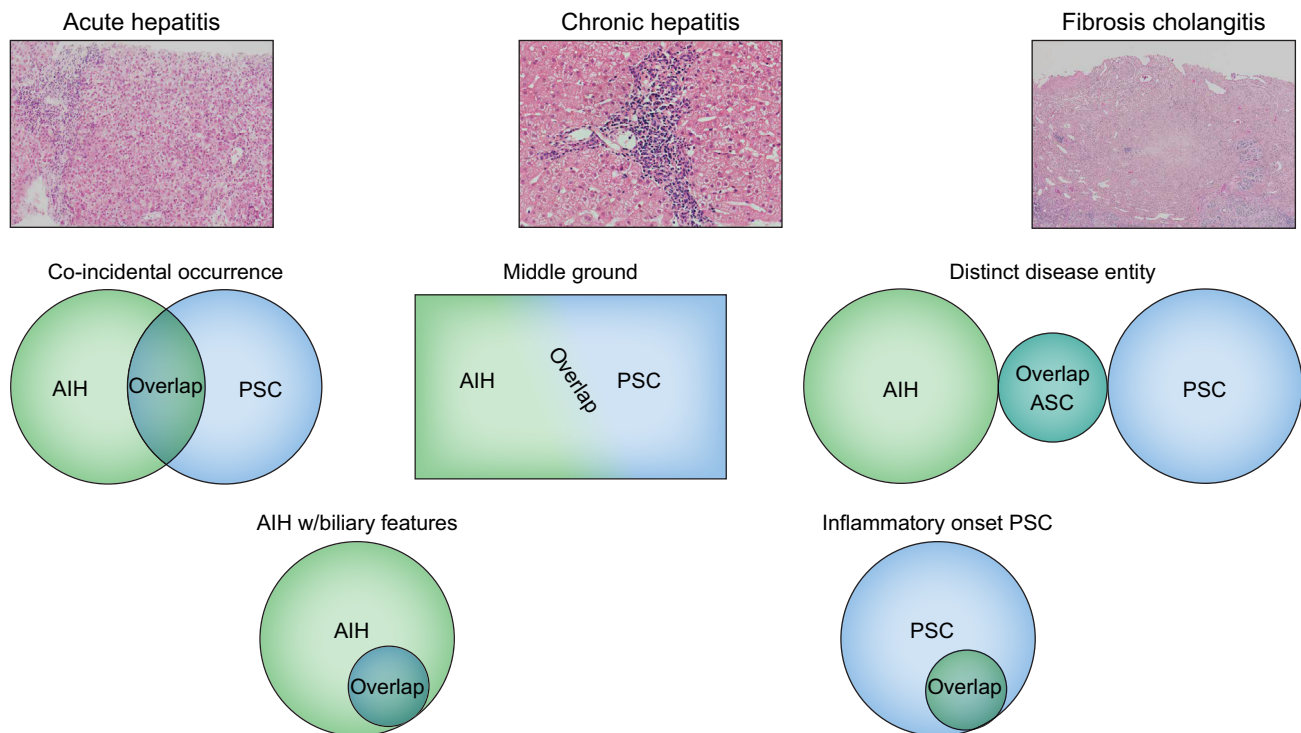 Acute hepatitis
Chronic hepatitis
Fibrosis cholangitis
Co-incidental occurrence
Middle ground
Distinct disease entity
AIH
Overlap
PSC
AIH
Overlap
PSC
AIH
Overlap
ASC
PSC
AIH w/biliary features
Inflammatory onset PSC
AIH
Overlap
PSC
Overlap